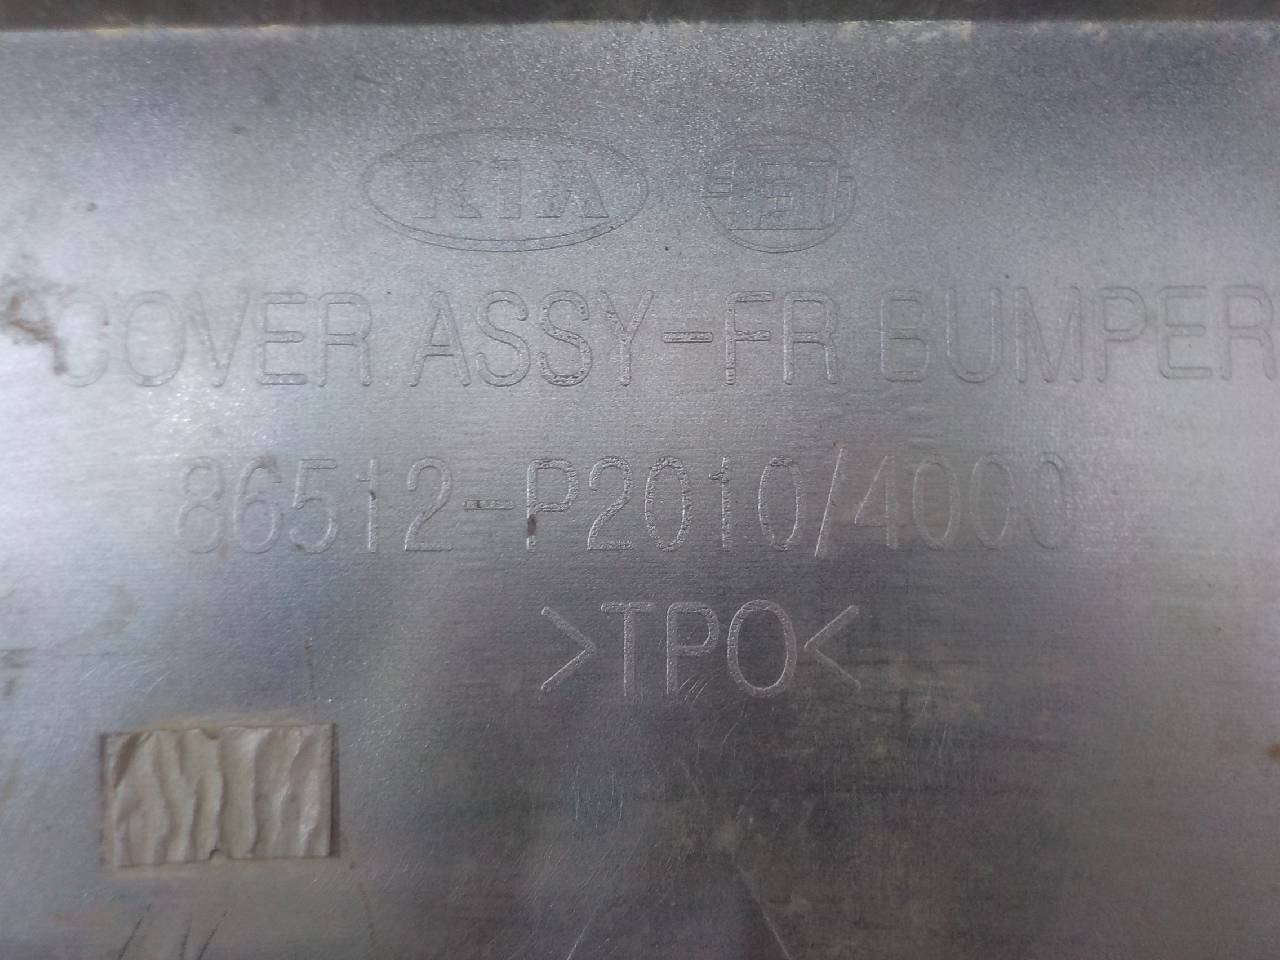 KIA
COVER ASSY-FR BUMPER
86512-P2010/4000
>TPO<